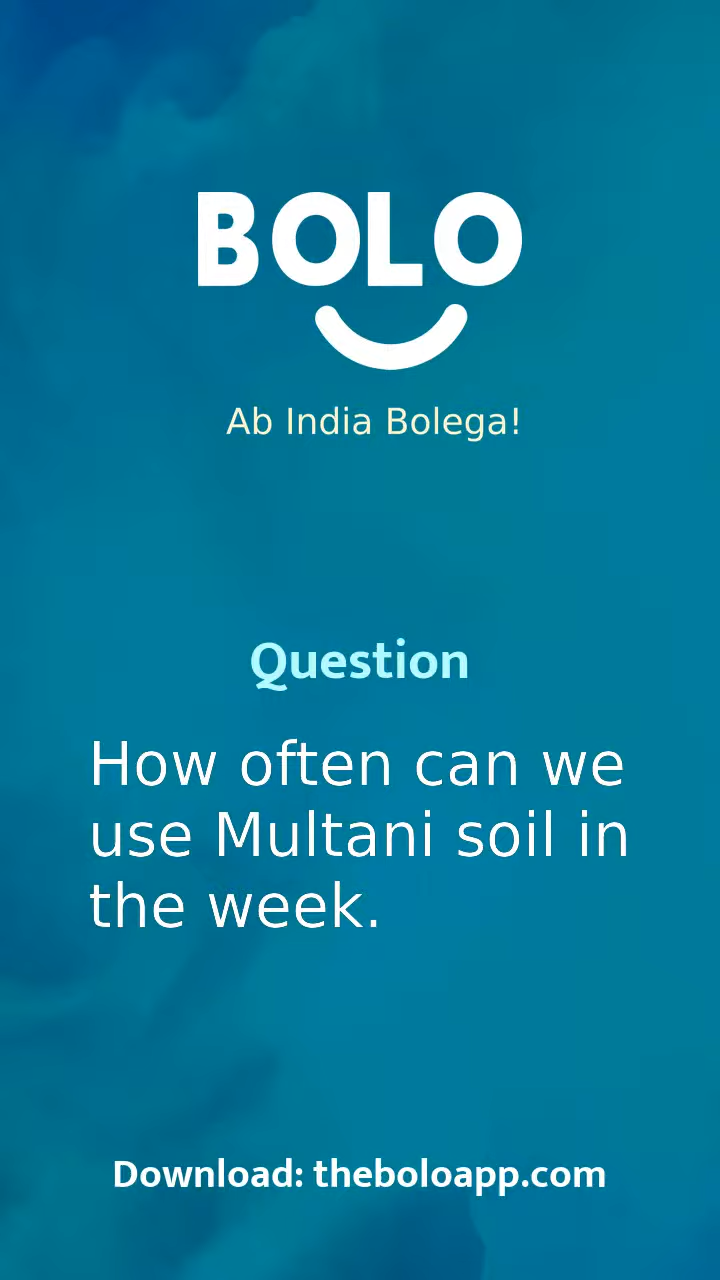 BOLO
Ab India Bolega!
Question
How often can we
use Multani soil in
the week.
Download: theboloapp.com